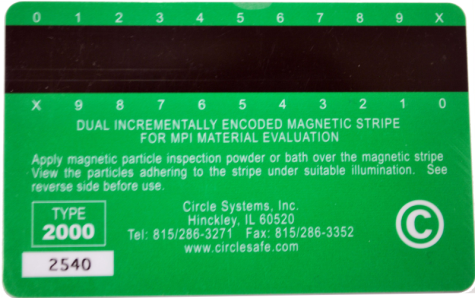 0 1 2 3 4 5 6 7 8 9 X
X 9 8 7 6 5 4 3 2 1 0
DUAL INCREMENTALLY ENCODED MAGNETIC STRIPE
FOR MPI MATERIAL EVALUATION
Apply magnetic particle inspection powder or bath over the magnetic stripe
View the particles adhering to the stripe under suitable illumination. See
reverse side before use.
TYPE
2000
2540
Circle Systems, Inc.
Hinckley, IL 60520
Tel: 815/286-3271 Fax: 815/286-3352
www.circlesafe.com
©